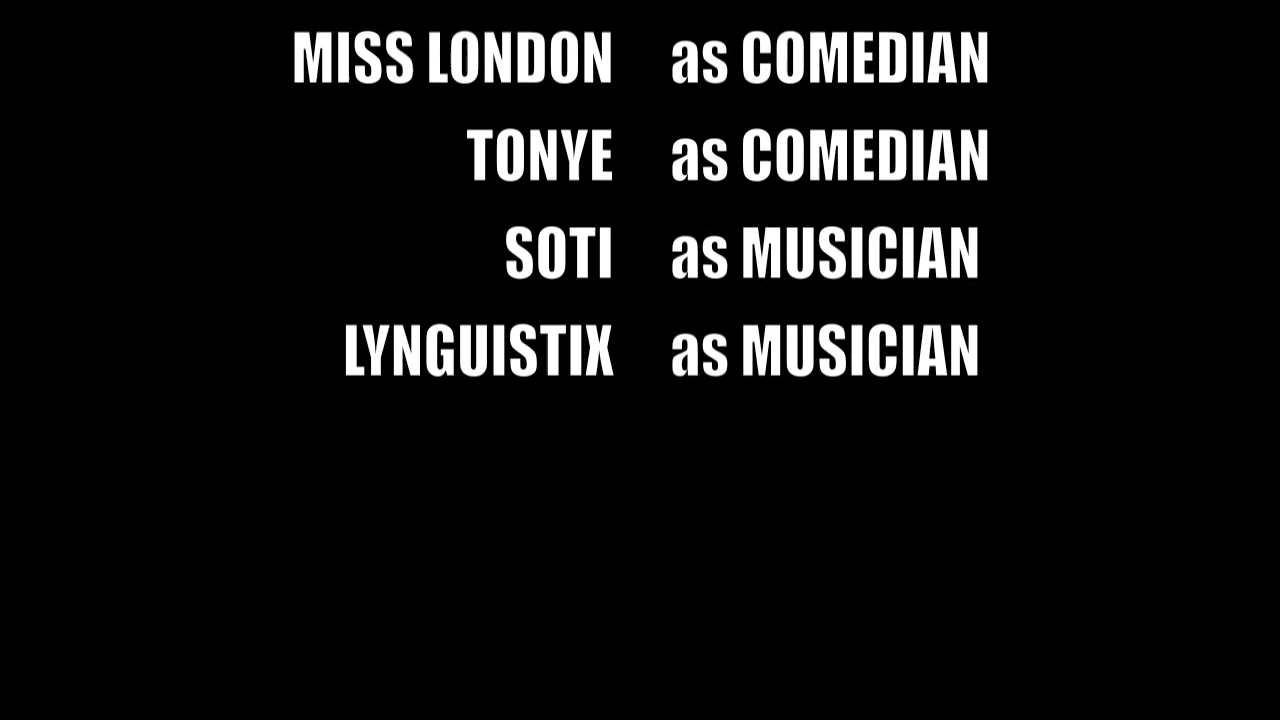 MISS LONDON as COMEDIAN
TONYE as COMEDIAN
SOTI as MUSICIAN
LYNGUISTIX as MUSICIAN